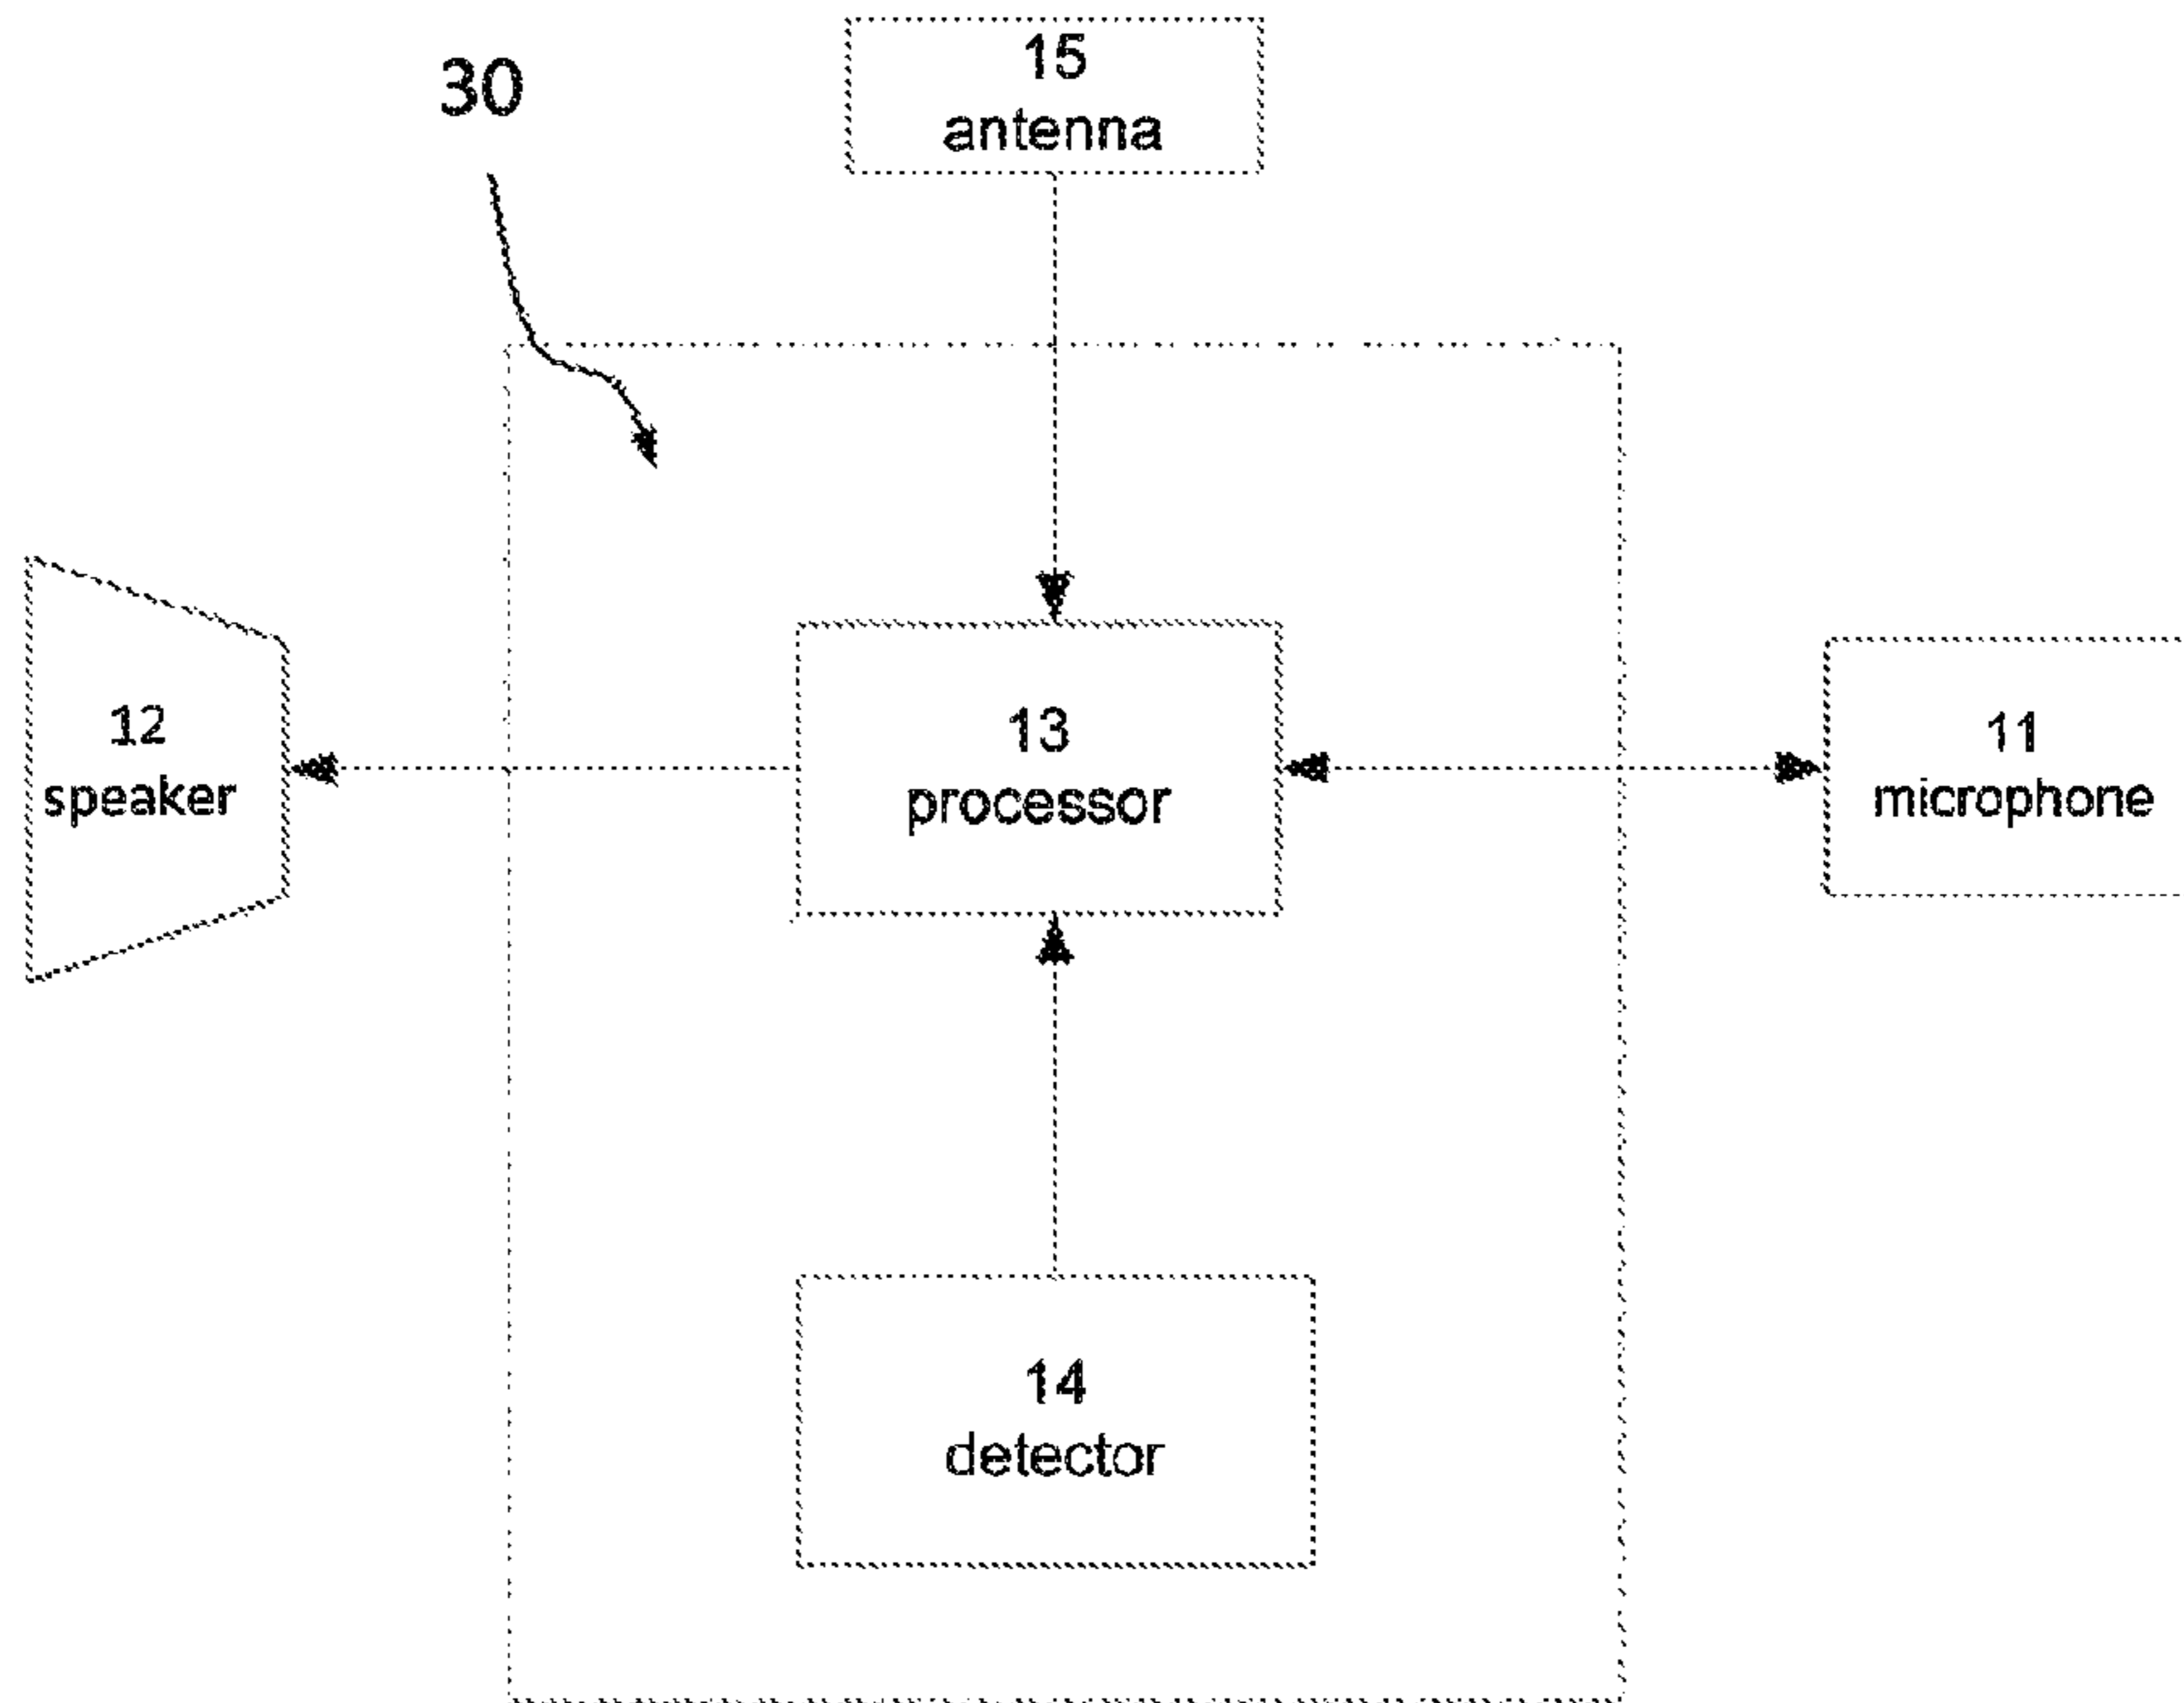 15
antenna
30
12
speaker
13
processor
11
microphone
14
detector